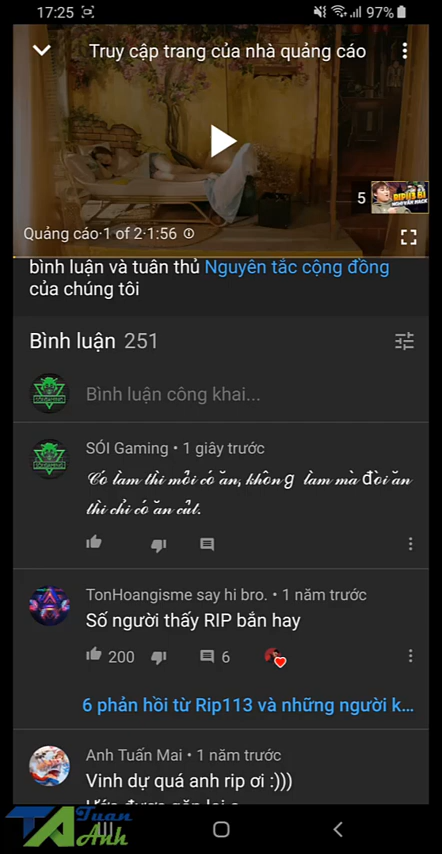 17:25
97%
Truy cập trang của nhà quảng cáo
5
Quảng cáo·1 of 2·1:56
bình luận và tuân thủ Nguyên tắc cộng đồng
của chúng tôi
Bình luận 251
Bình luận công khai...
SÓI Gaming • 1 giây trước
Có làm thì mới có ăn, không làm mà đòi ăn
thì chỉ có ăn cứt.
TonHoangisme say hi bro. • 1 năm trước
Số người thấy RIP bắn hay
200
6
6 phản hồi từ Rip113 và những người k...
Anh Tuấn Mai • 1 năm trước
Vinh dự quá anh rip ơi :)))
Tuan
TA Anh